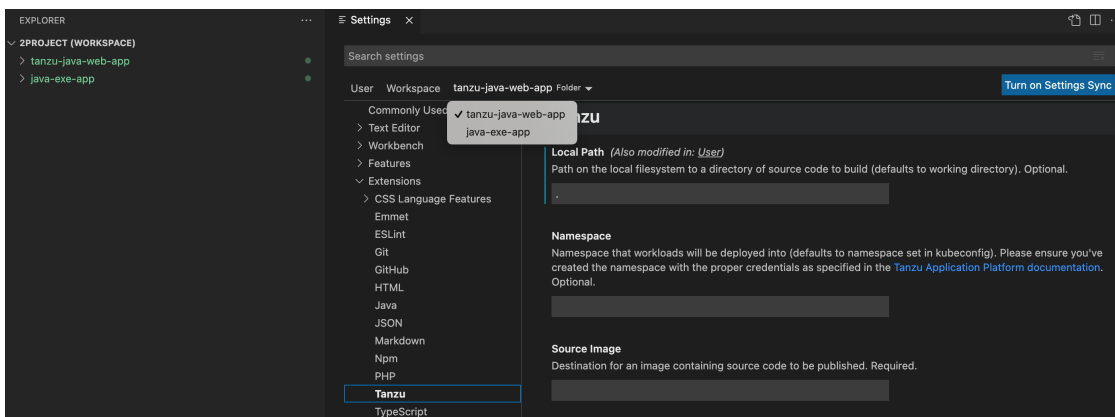 EXPLORER
2PROJECT (WORKSPACE)
tanzu-java-web-app
java-exe-app
Settings
Search settings
User Workspace tanzu-java-web-app Folder
Turn on Settings Sync
tanzu-java-web-app
java-exe-app
Commonly Used
Text Editor
Workbench
Features
Extensions
CSS Language Features
Emmet
ESLint
Git
GitHub
HTML
Java
JSON
Markdown
Npm
PHP
Tanzu
TypeScript
Local Path (Also modified in: User)
Path on the local filesystem to a directory of source code to build (defaults to working directory). Optional.
.
Namespace
Namespace that workloads will be deployed into (defaults to namespace set in kubeconfig). Please ensure you've
created the namespace with the proper credentials as specified in the Tanzu Application Platform documentation.
Optional.
Source Image
Destination for an image containing source code to be published. Required.